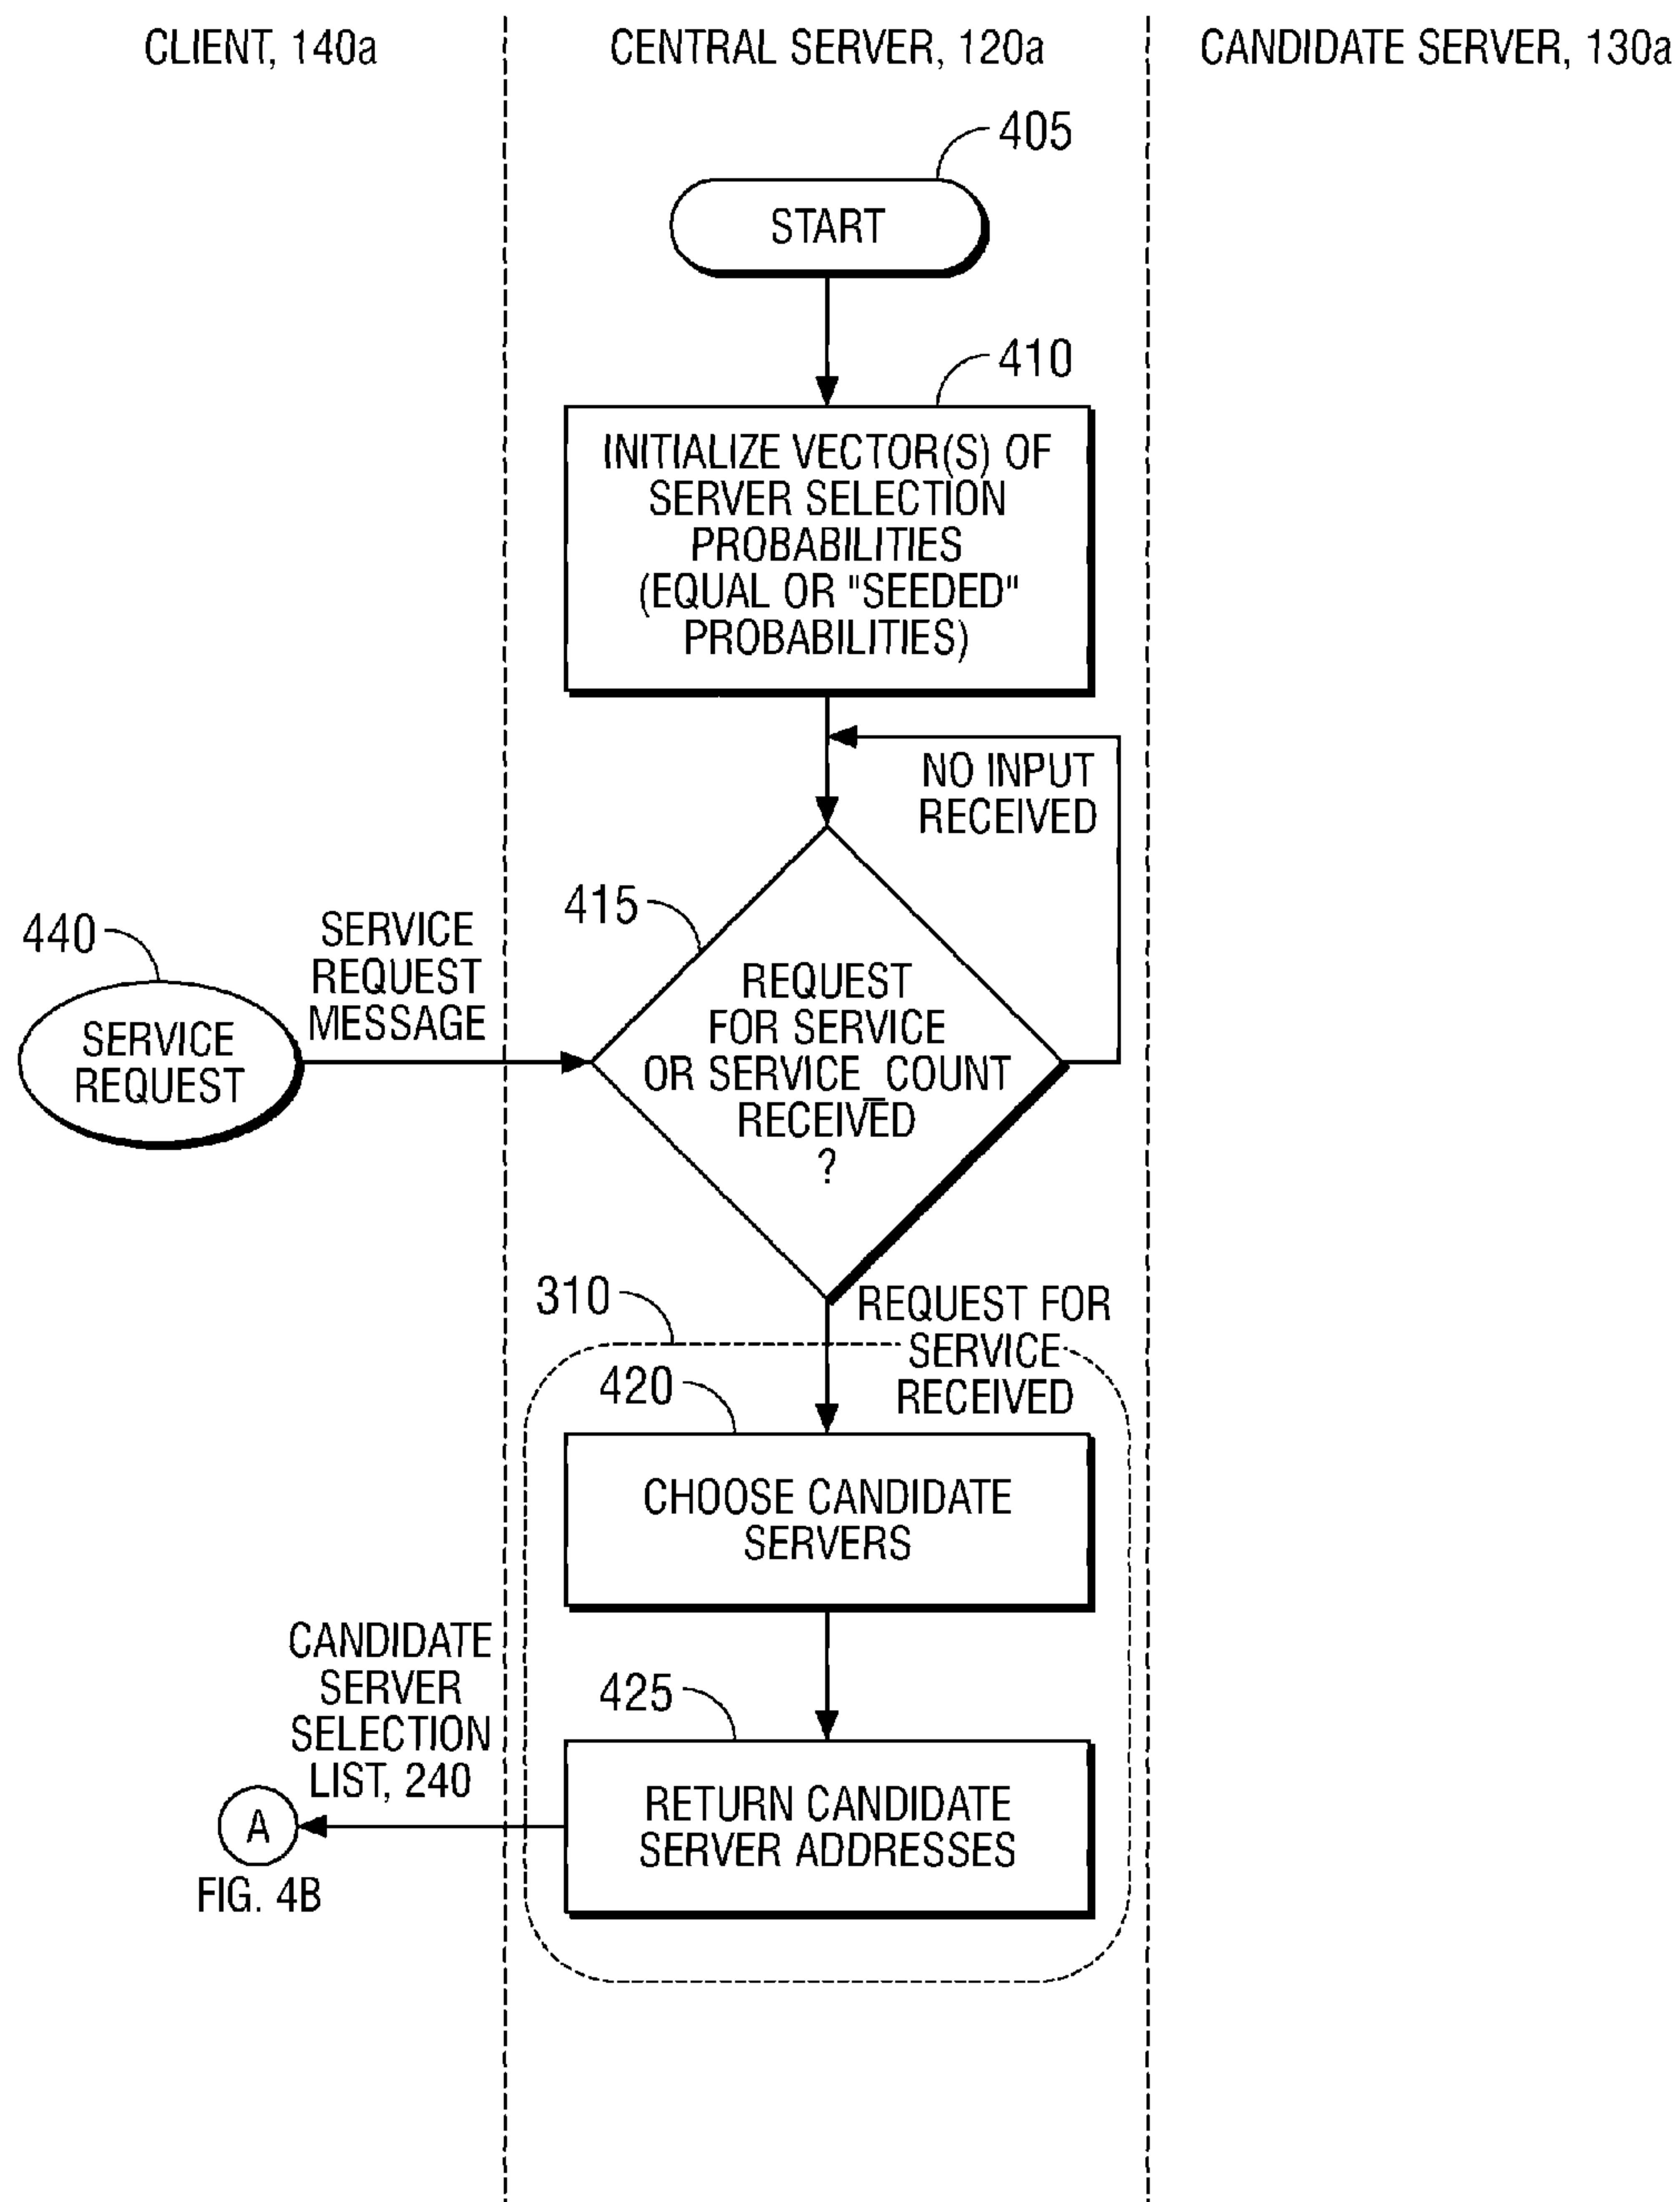 CLIENT, 140a
CENTRAL SERVER, 120a
CANDIDATE SERVER, 130a
405
START
410
INITIALIZE VECTOR(S) OF
SERVER SELECTION
PROBABILITIES
(EQUAL OR "SEEDED"
PROBABILITIES)
NO INPUT
RECEIVED
415
440
SERVICE
REQUEST
MESSAGE
SERVICE
REQUEST
REQUEST
FOR SERVICE
OR SERVICE_COUNT
RECEIVED
?
310
REQUEST FOR
SERVICE
RECEIVED
420
CHOOSE CANDIDATE
SERVERS
CANDIDATE
SERVER
SELECTION
LIST, 240
425
RETURN CANDIDATE
SERVER ADDRESSES
A
FIG. 4B